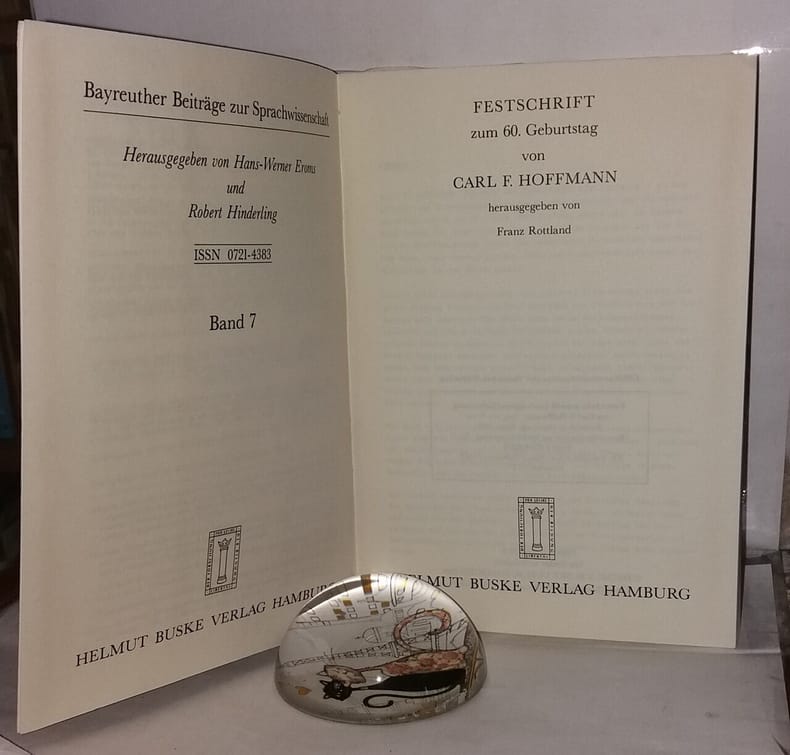 Bayreuther Beiträge zur Sprachwissenschaft
Herausgegeben von Hans-Werner Eroms
und
Robert Hinderling
ISSN 0721-4383
Band 7
HELMUT BUSKE VERLAG HAMBURG
FESTSCHRIFT
zum 60. Geburtstag
von
CARL F. HOFFMANN
herausgegeben von
Franz Rottland
HELMUT BUSKE VERLAG HAMBURG